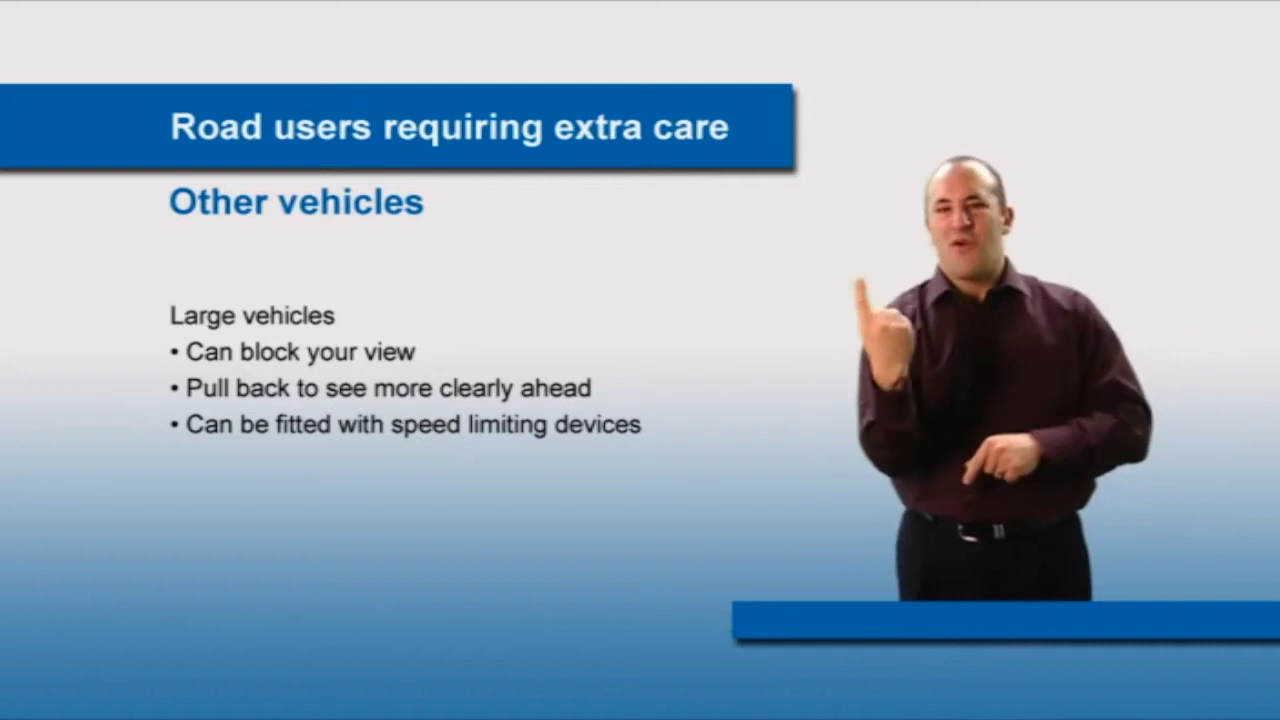 Road users requiring extra care
Other vehicles
Large vehicles
• Can block your view
• Pull back to see more clearly ahead
• Can be fitted with speed limiting devices